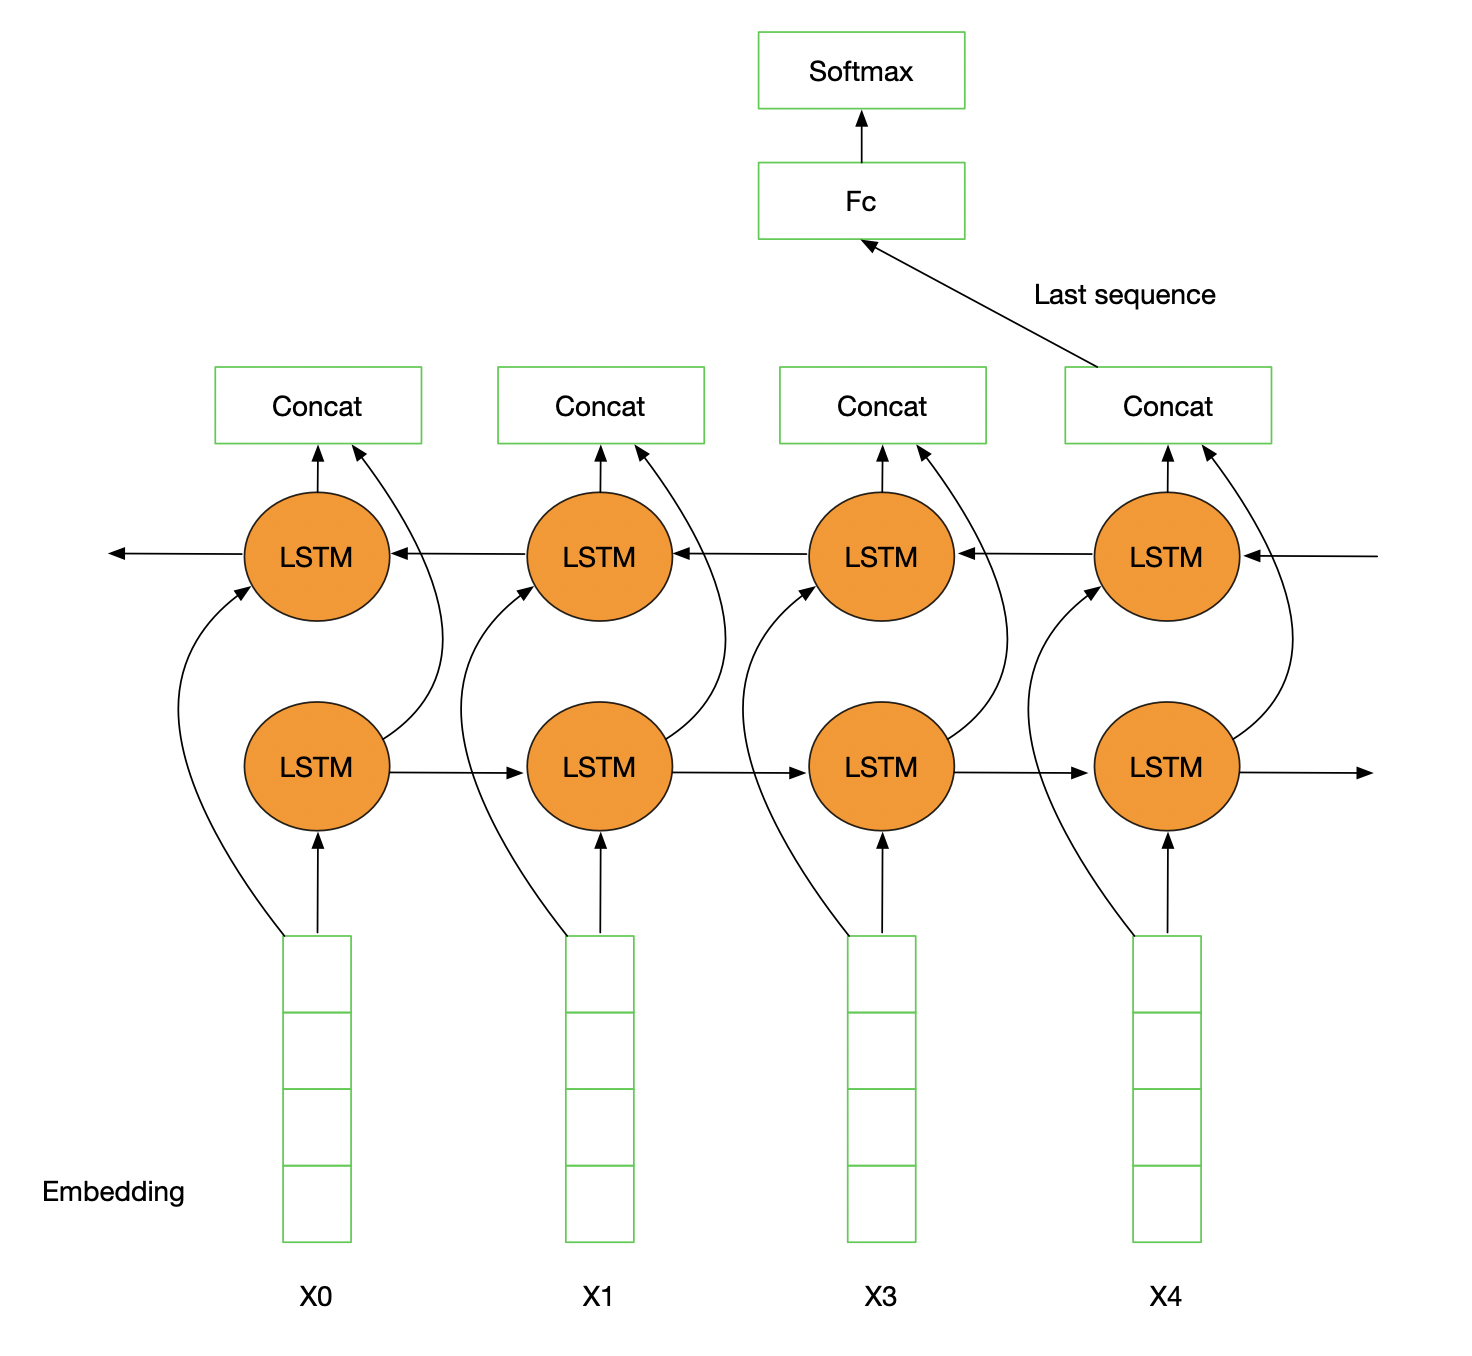 Softmax
Fc
Last sequence
Concat Concat Concat Concat
LSTM LSTM LSTM LSTM
LSTM LSTM LSTM LSTM
Embedding
X0 X1 X3 X4